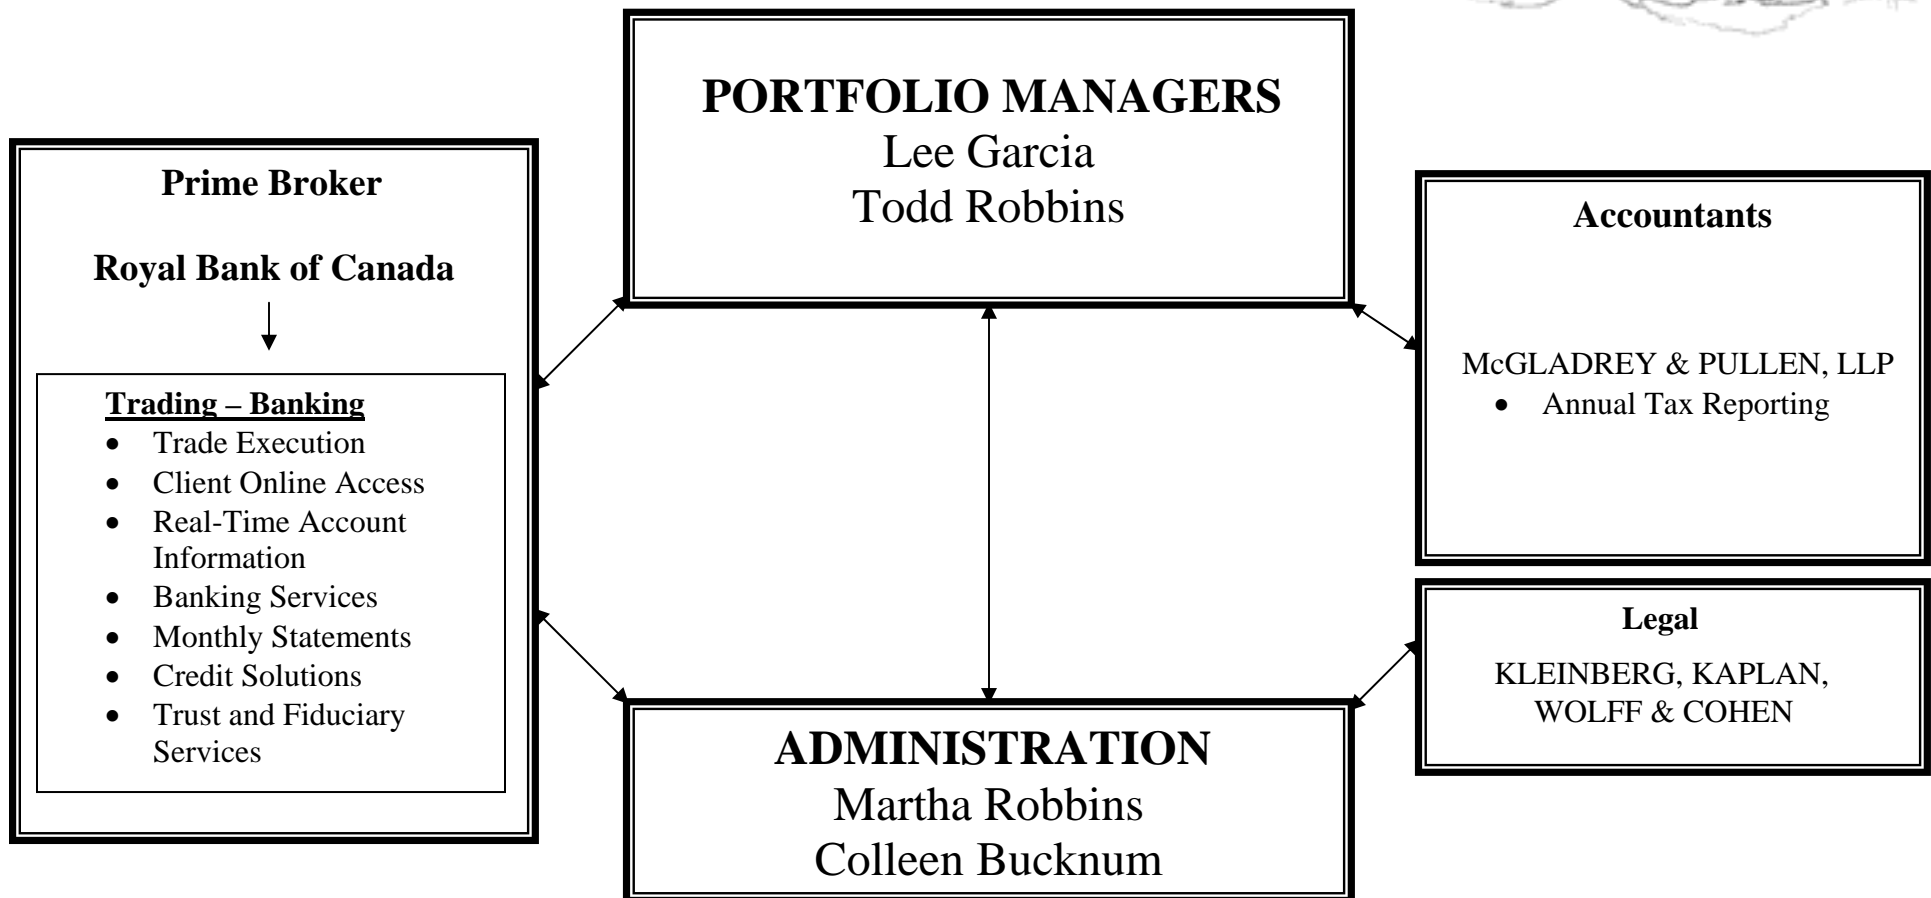 PORTFOLIO MANAGERS
Lee Garcia
Todd Robbins
Prime Broker
Royal Bank of Canada
Trading – Banking
• Trade Execution
• Client Online Access
• Real-Time Account
Information
• Banking Services
• Monthly Statements
• Credit Solutions
• Trust and Fiduciary
Services
Accountants
McGLADREY & PULLEN, LLP
• Annual Tax Reporting
Legal
KLEINBERG, KAPLAN,
WOLFF & COHEN
ADMINISTRATION
Martha Robbins
Colleen Bucknum